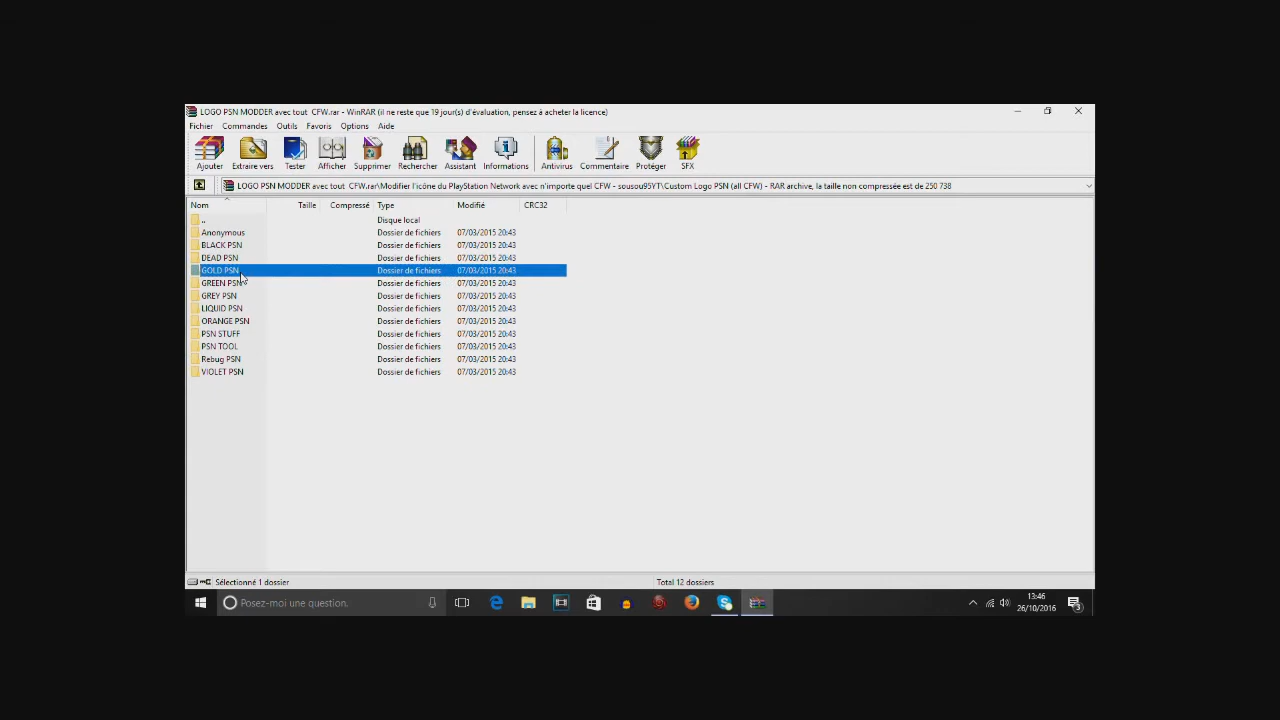 LOGO PSN MODDER avec tout CFW.rar - WinRAR (il ne reste que 19 jour(s) d'évaluation, pensez à acheter la licence)
Fichier Commandes Outils Favoris Options Aide
Ajouter Extraire vers Tester Afficher Supprimer Rechercher Assistant Informations Antivirus Commentaire Protéger SFX
LOGO PSN MODDER avec tout CFW.rar\Modifier l'icône du PlayStation Network avec n'importe quel CFW - sousou95YT\Custom Logo PSN (all CFW) - RAR archive, la taille non compressée est de 250 738
Nom Taille Compressé Type Modifié CRC32
.. Disque local
Anonymous Dossier de fichiers 07/03/2015 20:43
BLACK PSN Dossier de fichiers 07/03/2015 20:43
DEAD PSN Dossier de fichiers 07/03/2015 20:43
GOLD PSN Dossier de fichiers 07/03/2015 20:43
GREEN PSN Dossier de fichiers 07/03/2015 20:43
GREY PSN Dossier de fichiers 07/03/2015 20:43
LIQUID PSN Dossier de fichiers 07/03/2015 20:43
ORANGE PSN Dossier de fichiers 07/03/2015 20:43
PSN STUFF Dossier de fichiers 07/03/2015 20:43
PSN TOOL Dossier de fichiers 07/03/2015 20:43
Rebug PSN Dossier de fichiers 07/03/2015 20:43
VIOLET PSN Dossier de fichiers 07/03/2015 20:43
Sélectionné 1 dossier Total 12 dossiers
Posez-moi une question. 13:46
26/10/2016 3